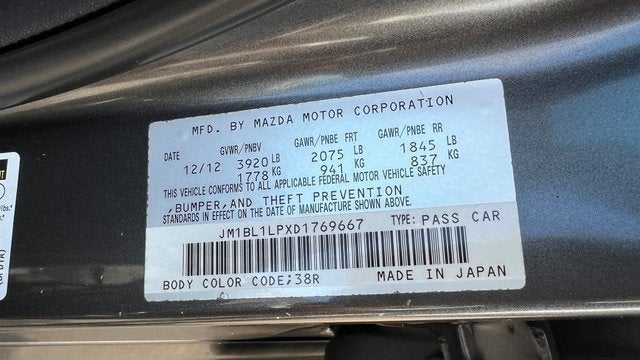 MFD. BY MAZDA MOTOR CORPORATION
DATE GVWR/PNBV GAWR/PNBE FRT GAWR/PNBE RR
12/12 3920 LB 2075 LB 1845 LB
1778 KG 941 KG 837 KG
THIS VEHICLE CONFORMS TO ALL APPLICABLE FEDERAL MOTOR VEHICLE SAFETY
,BUMPER,AND THEFT PREVENTION
STANDARDS IN EFFECT ON THE DATE OF MANUFACTURE SHOWN ABOVE.
JM1BL1LPXD1769667 TYPE: PASS CAR
BODY COLOR CODE;38R MADE IN JAPAN